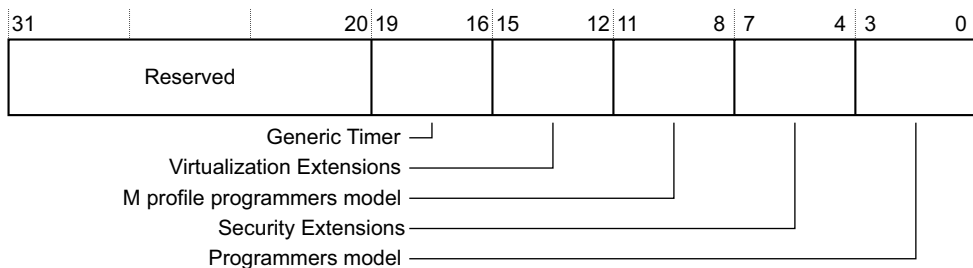 31 20 19 16 15 12 11 8 7 4 3 0
Reserved
Generic Timer
Virtualization Extensions
M profile programmers model
Security Extensions
Programmers model